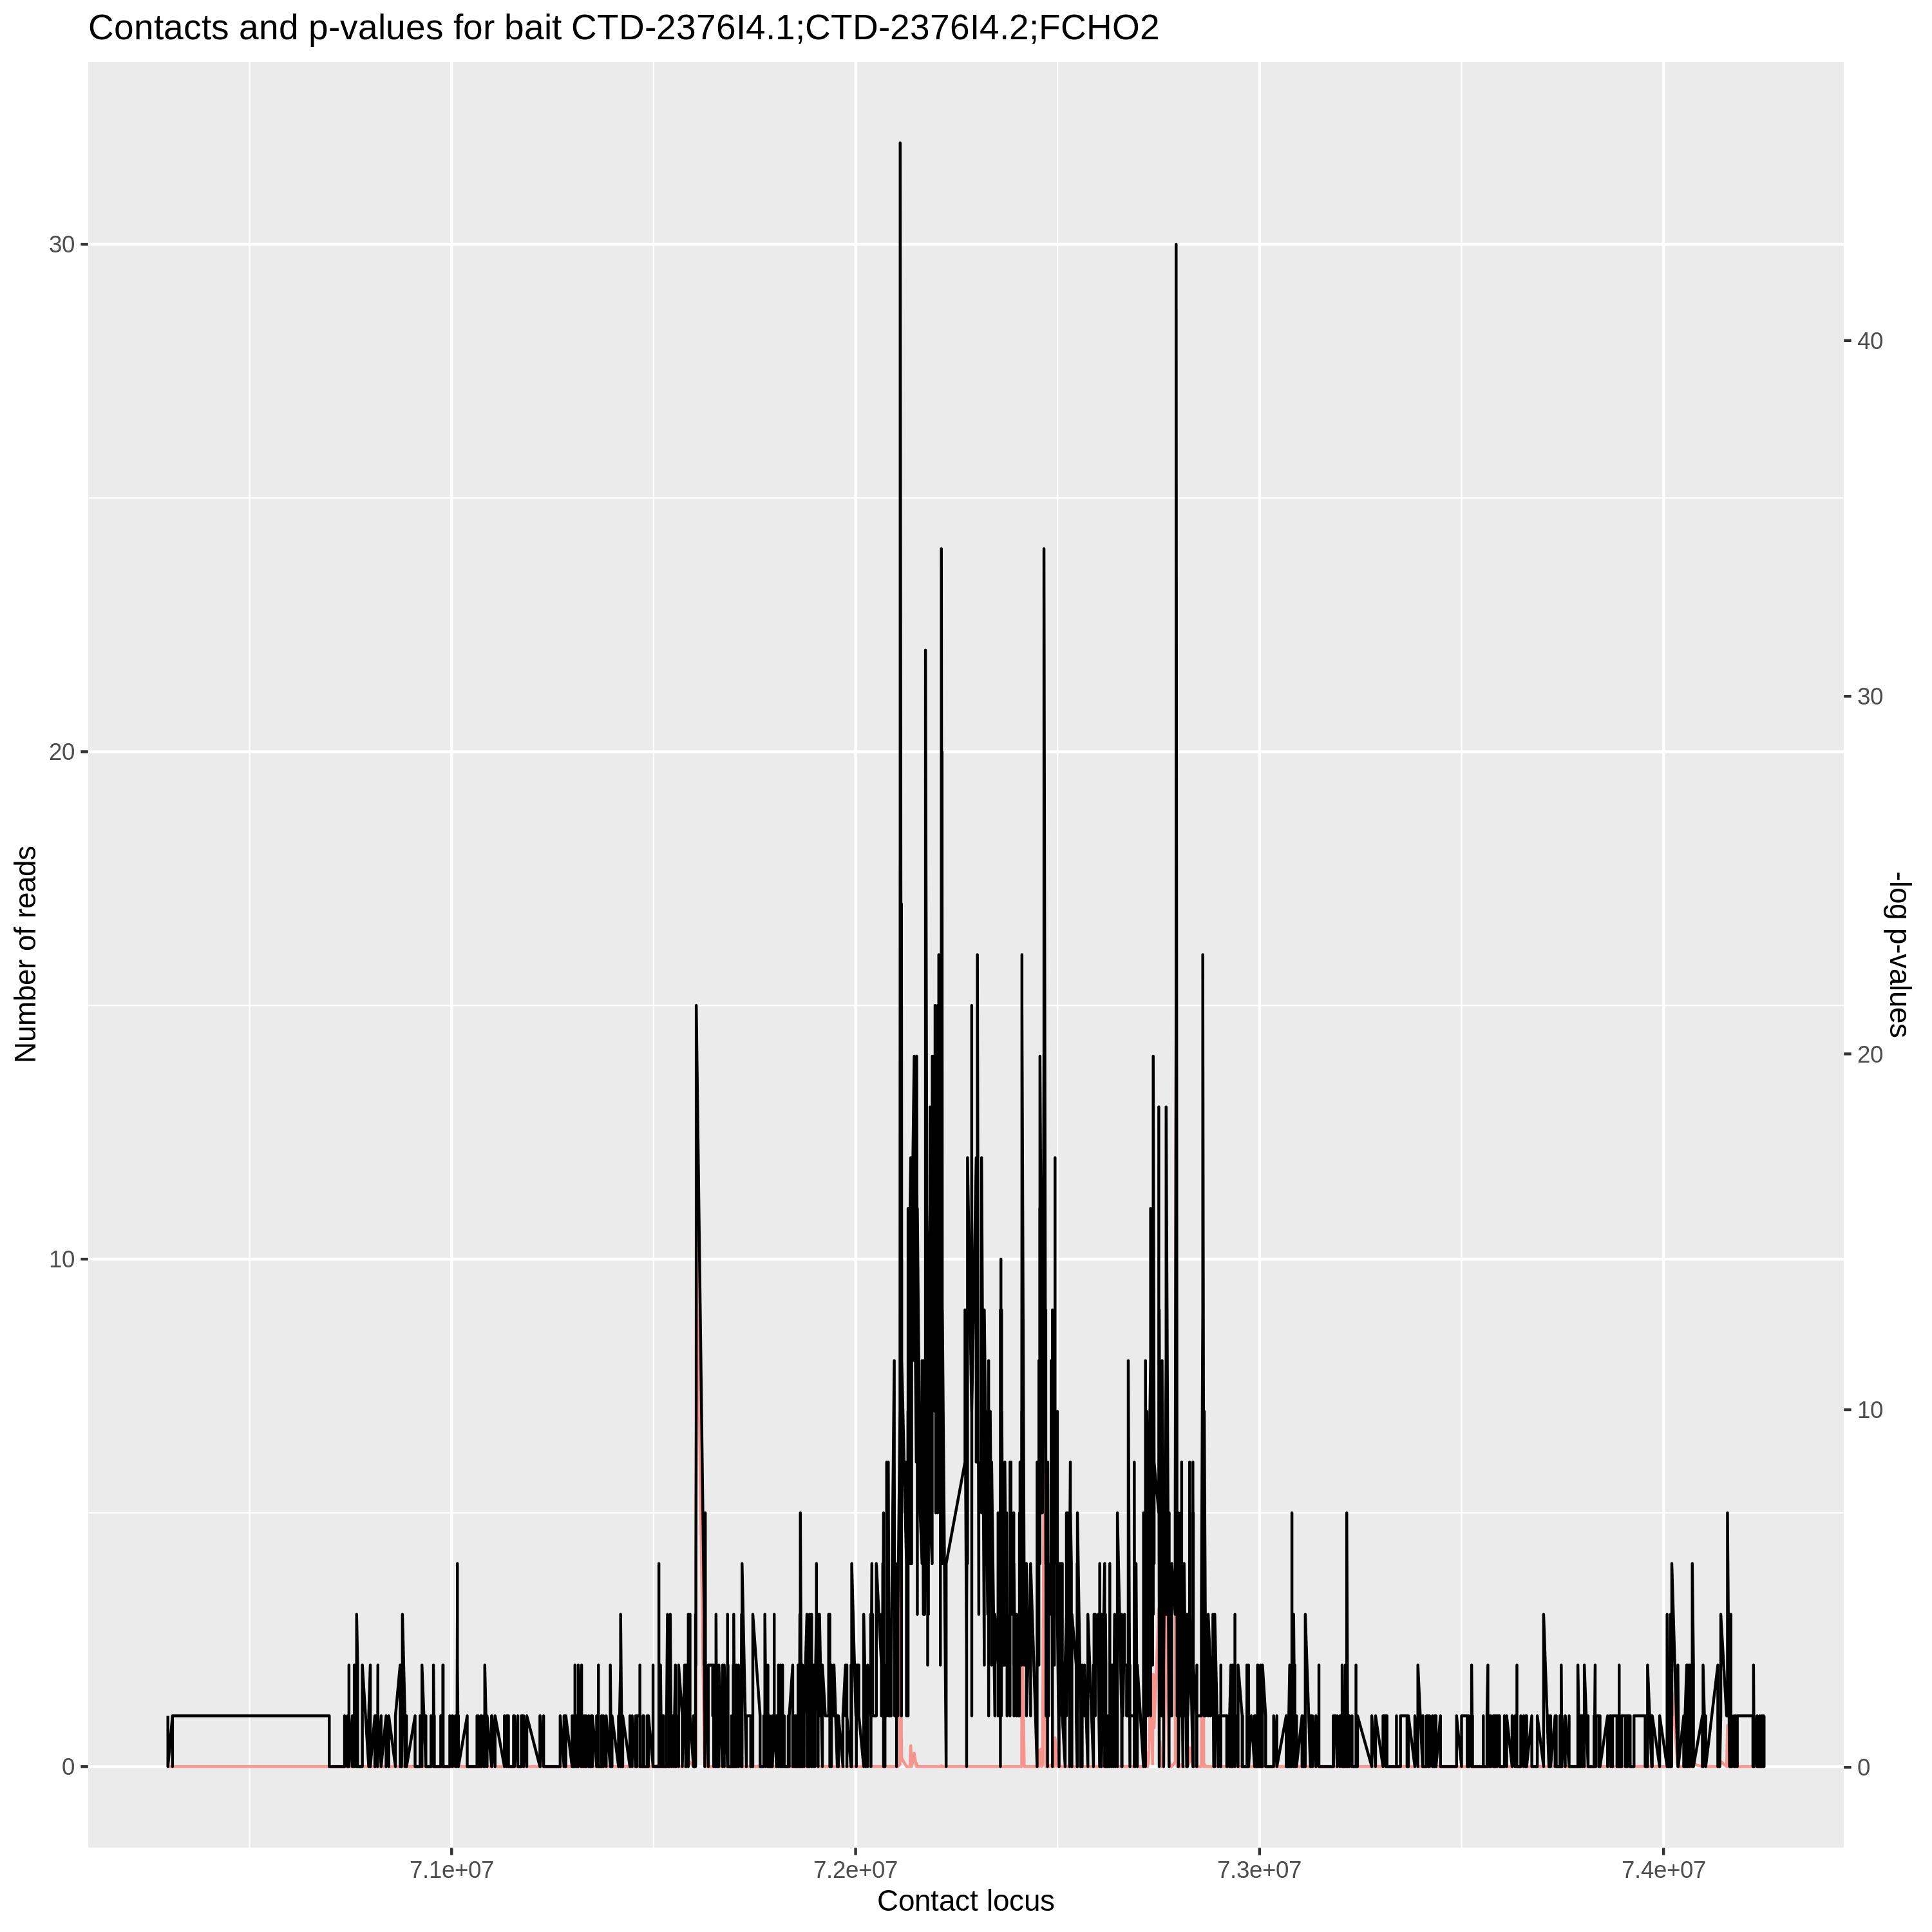 Contacts and p-values for bait CTD-2376I4.1;CTD-2376I4.2;FCHO2
30
20
10
0
Number of reads
40
30
20
10
0
-log p-values
7.1e+07
7.2e+07
7.3e+07
7.4e+07
Contact locus